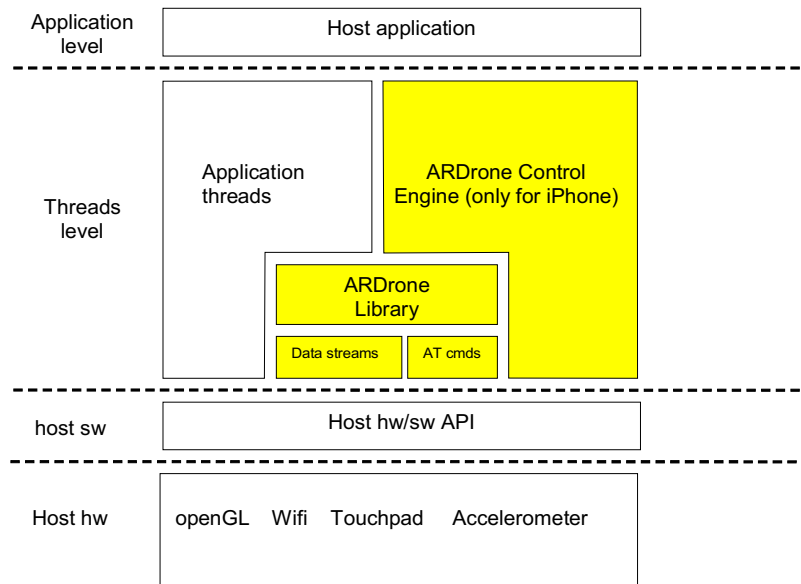 Application
level
Host application
Threads
level
Application
threads
ARDrone Control
Engine (only for iPhone)
ARDrone
Library
Data streams
AT cmds
host sw
Host hw/sw API
Host hw
openGL Wifi Touchpad Accelerometer